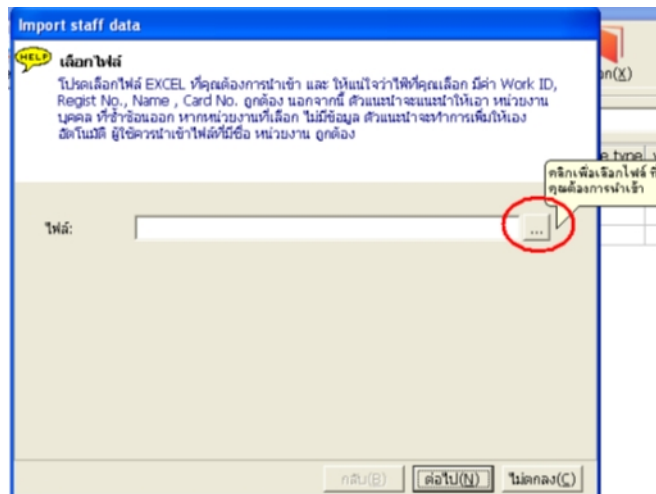 Import staff data
HELP เลือกไฟล์
โปรดเลือกไฟล์ EXCEL ที่คุณต้องการนำเข้า และ ให้แน่ใจว่าไฟที่คุณเลือก มีค่า Work ID,
Regist No., Name , Card No. ถูกต้อง นอกจากนี้ ตัวแนะนำจะแนะนำให้เอา หน่วยงาน
บุคคล ที่ซ้ำซ้อนออก หากหน่วยงานที่เลือก ไม่มีข้อมูล ตัวแนะนำจะทำการเพิ่มให้เอง
อัตโนมัติ ผู้ใช้ควรนำเข้าไฟล์ที่มีชื่อ หน่วยงาน ถูกต้อง
on(X)
e type
คลิกเพื่อเลือกไฟล์ ที่
คุณต้องการนำเข้า
ไฟล์:
...
กลับ(B) ต่อไป(N) ไม่ตกลง(C)